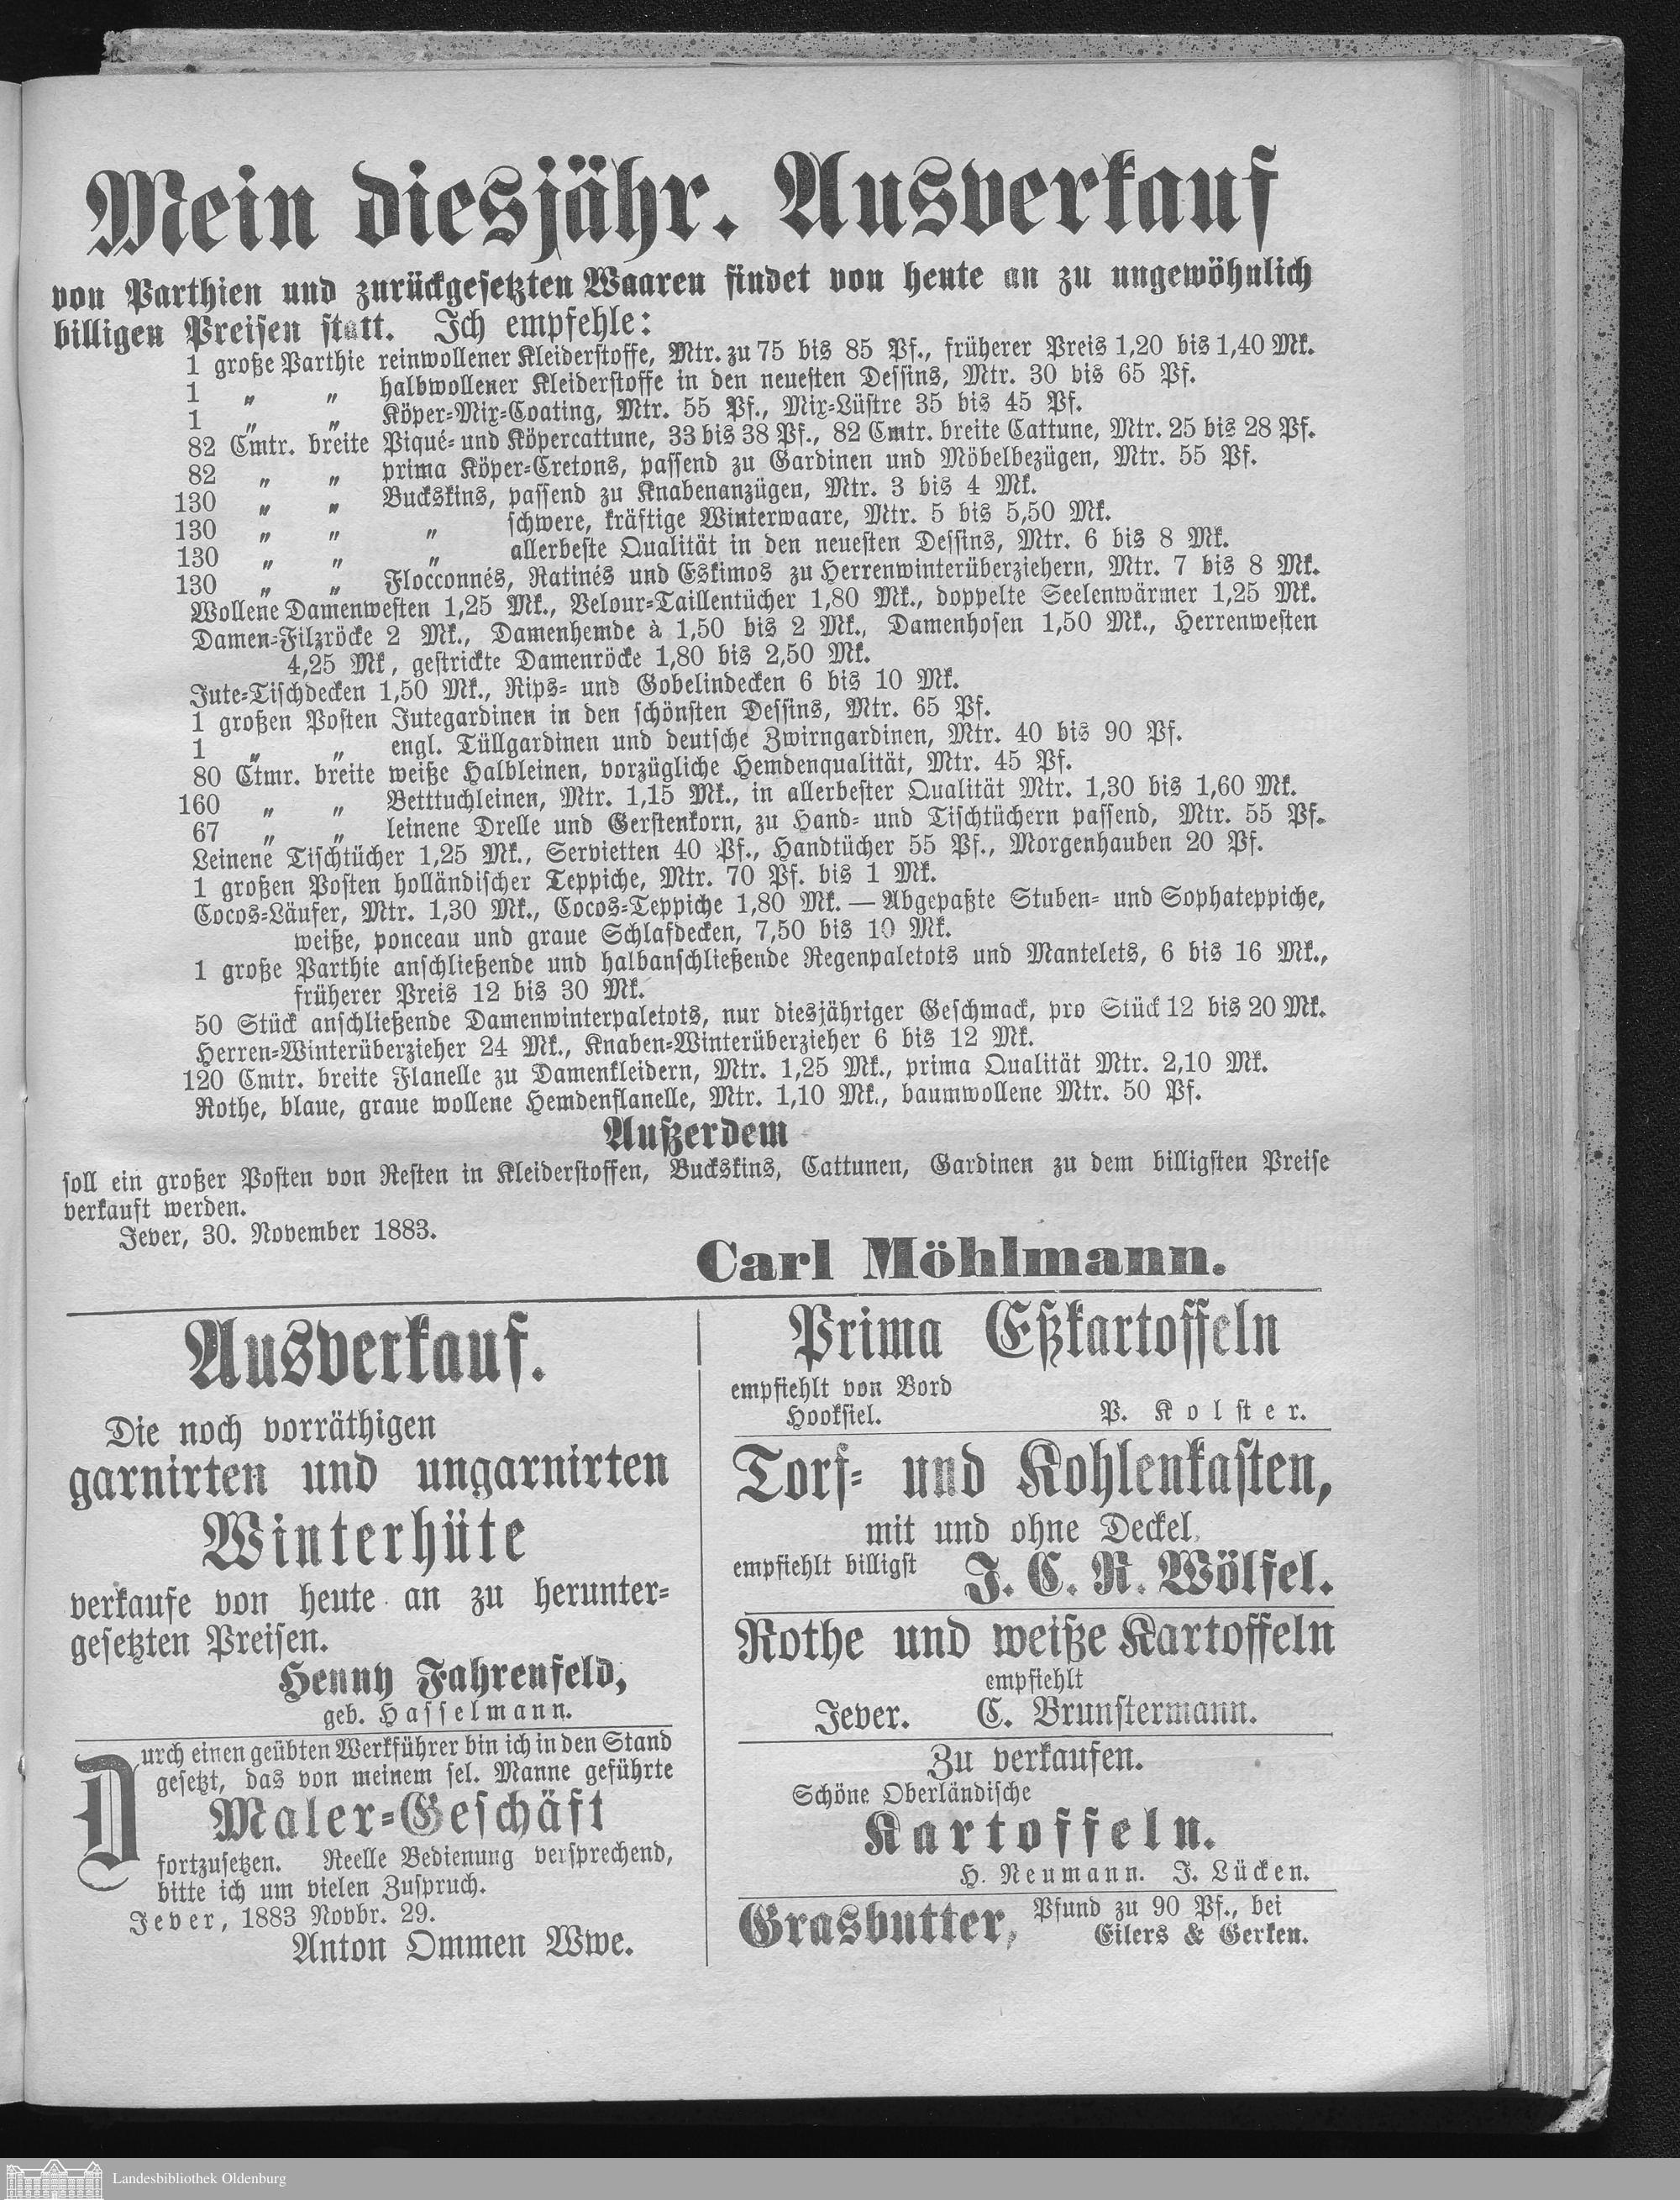 Mein diesjähr. Ausverkauf
von Parthien und zurückgesetzten Waaren findet von heute an zu ungewöhnlich
billigen Preisen statt. Ich empfehle:
1 große Parthie reinwollener Kleiderstoffe, Mtr. zu 75 bis 85 Pf., früherer Preis 1,20 bis 1,40 Mk.
1 „ „ halbwollener Kleiderstoffe in den neuesten Dessins, Mtr. 30 bis 65 Pf.
1 „ „ Köper-Mix-Coating, Mtr. 55 Pf., Mix-Lüstre 35 bis 45 Pf.
82 Cmtr. breite Piqué- und Köpercattune, 33 bis 38 Pf., 82 Cmtr. breite Cattune, Mtr. 25 bis 28 Pf.
82 „ „ prima Köper-Cretons, passend zu Gardinen und Möbelbezügen, Mtr. 55 Pf.
130 „ „ Buckskins, passend zu Knabenanzügen, Mtr. 3 bis 4 Mk.
130 „ „ „ schwere, kräftige Winterwaare, Mtr. 5 bis 5,50 Mk.
130 „ „ „ allerbeste Qualität in den neuesten Dessins, Mtr. 6 bis 8 Mk.
130 „ „ Flocconnés, Ratinés und Eskimos zu Herrenwinterüberziehern, Mtr. 7 bis 8 Mk.
Wollene Damenwesten 1,25 Mk., Velour-Taillentücher 1,80 Mk., doppelte Seelenwärmer 1,25 Mk.
Damen-Filzröcke 2 Mk., Damenhemde à 1,50 bis 2 Mk., Damenhosen 1,50 Mk., Herrenwesten
4,25 Mk, gestrickte Damenröcke 1,80 bis 2,50 Mk.
Jute-Tischdecken 1,50 Mk., Rips- und Gobelindecken 6 bis 10 Mk.
1 großen Posten Jutegardinen in den schönsten Dessins, Mtr. 65 Pf.
1 „ „ engl. Tüllgardinen und deutsche Zwirngardinen, Mtr. 40 bis 90 Pf.
80 Ctmr. breite weiße Halbleinen, vorzügliche Hemdenqualität, Mtr. 45 Pf.
160 „ „ Betttuchleinen, Mtr. 1,15 Mk., in allerbester Qualität Mtr. 1,30 bis 1,60 Mk.
67 „ „ leinene Drelle und Gerstenkorn, zu Hand- und Tischtüchern passend, Mtr. 55 Pf.
Leinene Tischtücher 1,25 Mk., Servietten 40 Pf., Handtücher 55 Pf., Morgenhauben 20 Pf.
1 großen Posten holländischer Teppiche, Mtr. 70 Pf. bis 1 Mk.
Cocos-Läufer, Mtr. 1,30 Mk., Cocos-Teppiche 1,80 Mk. — Abgepaßte Stuben- und Sophateppiche,
weiße, ponceau und graue Schlafdecken, 7,50 bis 10 Mk.
1 große Parthie anschließende und halbanschließende Regenpaletots und Mantelets, 6 bis 16 Mk.,
früherer Preis 12 bis 30 Mk.
50 Stück anschließende Damenwinterpaletots, nur diesjähriger Geschmack, pro Stück 12 bis 20 Mk.
Herren-Winterüberzieher 24 Mk., Knaben-Winterüberzieher 6 bis 12 Mk.
120 Cmtr. breite Flanelle zu Damenkleidern, Mtr. 1,25 Mk., prima Qualität Mtr. 2,10 Mk.
Rothe, blaue, graue wollene Hemdenflanelle, Mtr. 1,10 Mk., baumwollene Mtr. 50 Pf.
Außerdem
soll ein großer Posten von Resten in Kleiderstoffen, Buckskins, Cattunen, Gardinen zu dem billigsten Preise
verkauft werden.
Jever, 30. November 1883.
Carl Möhlmann.
Ausverkauf.
Die noch vorräthigen
garnirten und ungarnirten
Winterhüte
verkaufe von heute an zu herunter-
gesetzten Preisen.
Henny Fahrenfeld,
geb. Hasselmann.
Durch einen geübten Werkführer bin ich in den Stand
gesetzt, das von meinem sel. Manne geführte
Maler-Geschäft
fortzusetzen. Reelle Bedienung versprechend,
bitte ich um vielen Zuspruch.
Jever, 1883 Novbr. 29.
Anton Ommen Wwe.
Prima Eßkartoffeln
empfiehlt von Bord
Hooksiel. P. Kolster.
Torf- und Kohlenkasten,
mit und ohne Deckel,
empfiehlt billigst J. C. R. Wölfel.
Rothe und weiße Kartoffeln
empfiehlt
Jever. C. Brunstermann.
Zu verkaufen.
Schöne Oberländische
Kartoffeln.
H. Neumann. J. Lücken.
Grasbutter, Pfund zu 90 Pf., bei
Eilers & Gerken.
Landesbibliothek Oldenburg